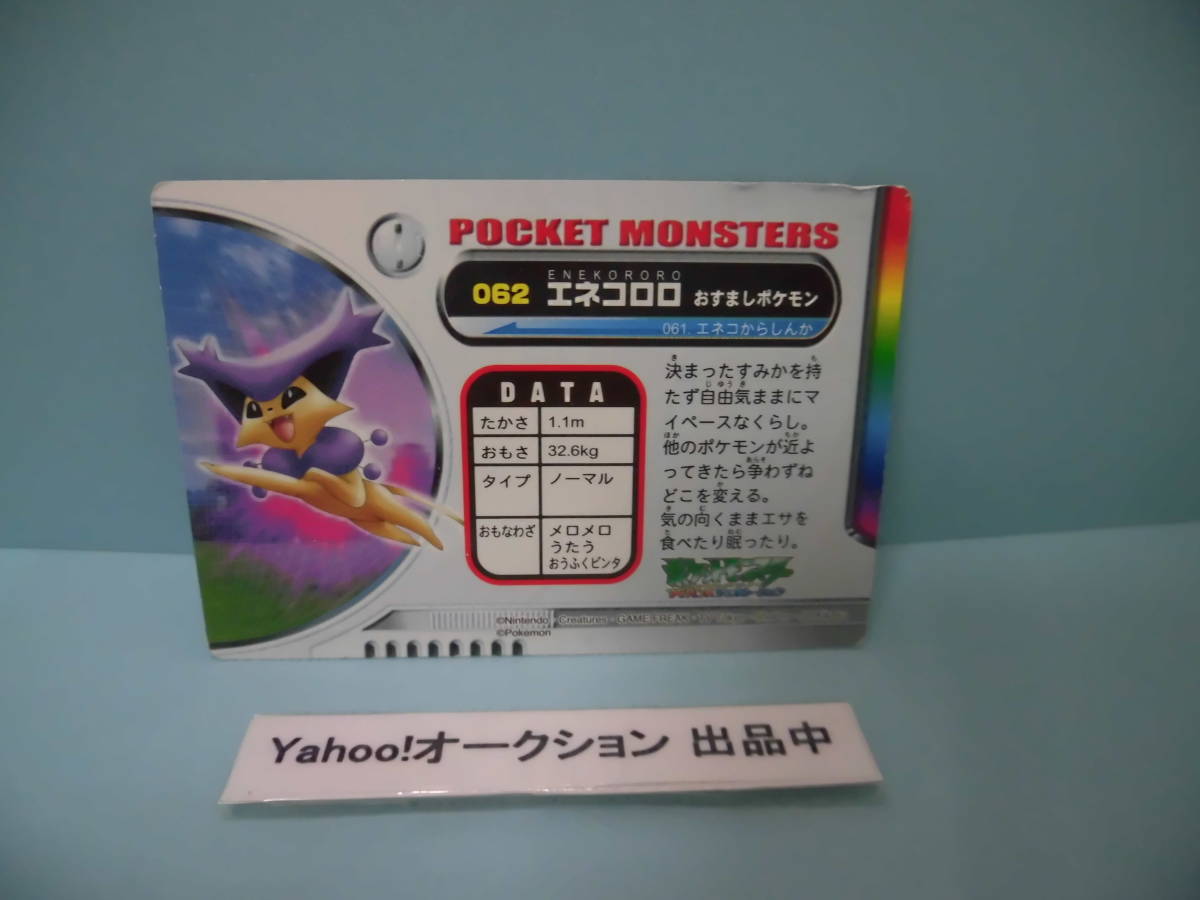 POCKET MONSTERS
ENEKORORO
062 エネコロロ おすましポケモン
061. エネコからしんか
DATA
たかさ 1.1m
おもさ 32.6kg
タイプ ノーマル
おもなわざ メロメロ
うたう
おうふくビンタ
決まったすみかを持
たず自由気ままにマ
イペースなくらし。
他のポケモンが近よ
ってきたら争わずね
どこを変える。
気の向くままエサを
食べたり眠ったり。
©Nintendo Creatures GAME FREAK
©Pokemon
Yahoo!オークション 出品中